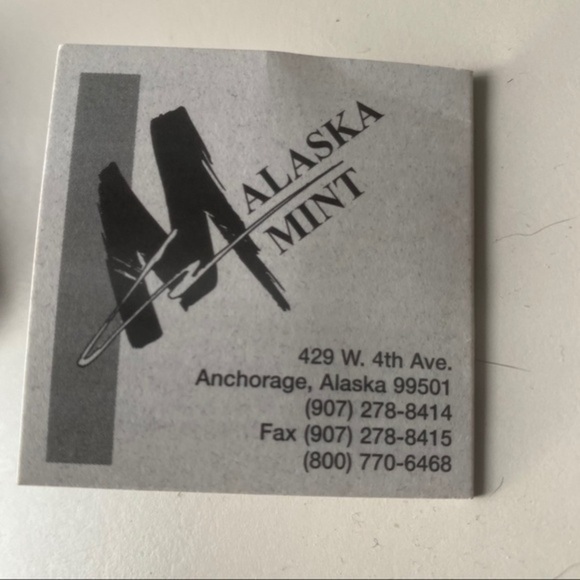 ALASKA
MINT
429 W. 4th Ave.
Anchorage, Alaska 99501
(907) 278-8414
Fax (907) 278-8415
(800) 770-6468